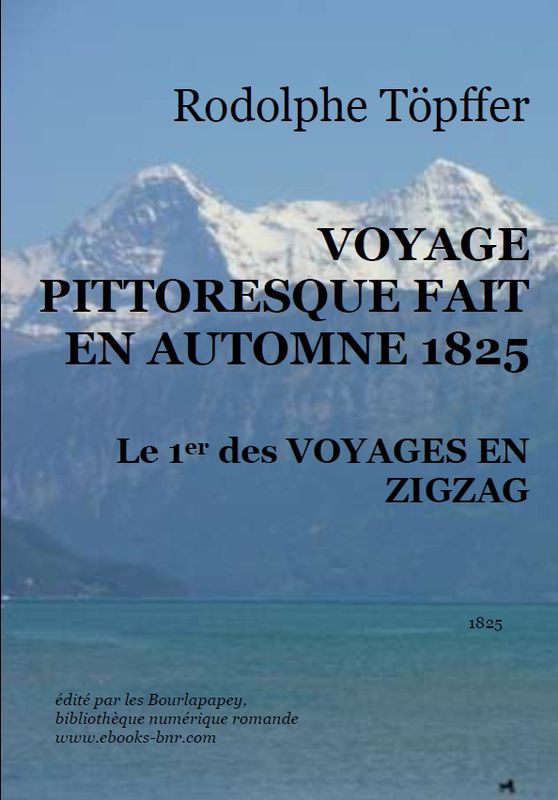 Rodolphe Töpffer
VOYAGE
PITTORESQUE FAIT
EN AUTOMNE 1825
Le 1er des VOYAGES EN
ZIGZAG
1825
édité par les Bourlapapey,
bibliothèque numérique romande
www.ebooks-bnr.com